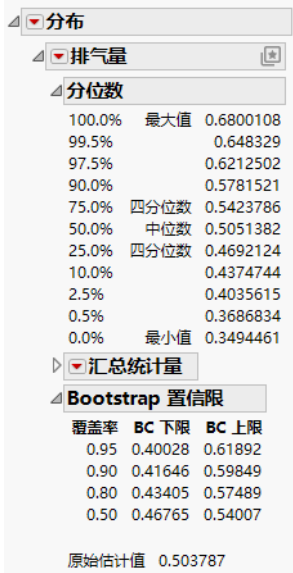 分布
排气量
分位数
100.0% 最大值 0.6800108
99.5% 0.648329
97.5% 0.6212502
90.0% 0.5781521
75.0% 四分位数 0.5423786
50.0% 中位数 0.5051382
25.0% 四分位数 0.4692124
10.0% 0.4374744
2.5% 0.4035615
0.5% 0.3686834
0.0% 最小值 0.3494461
汇总统计量
Bootstrap 置信限
覆盖率 BC 下限 BC 上限
0.95 0.40028 0.61892
0.90 0.41646 0.59849
0.80 0.43405 0.57489
0.50 0.46765 0.54007
原始估计值 0.503787